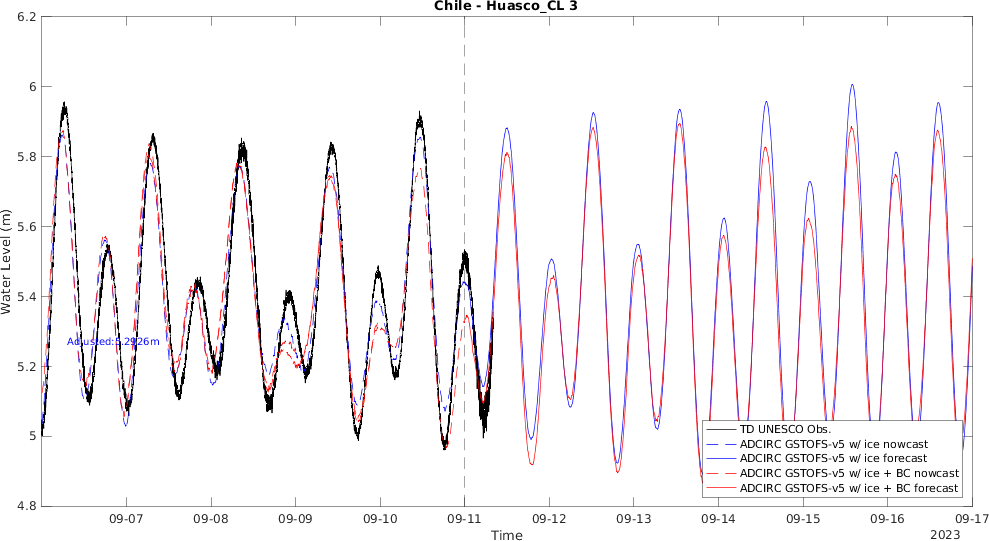 Chile - Huasco_CL 3
6.2
6
5.8
5.6
5.4
5.2
5
4.8
Water Level (m)
TD UNESCO Obs.
ADCIRC GSTOFS-v5 w/ ice nowcast
ADCIRC GSTOFS-v5 w/ ice forecast
ADCIRC GSTOFS-v5 w/ ice + BC nowcast
ADCIRC GSTOFS-v5 w/ ice + BC forecast
09-07 09-08 09-09 09-10 09-11 09-12 09-13 09-14 09-15 09-16 09-17
Time
2023